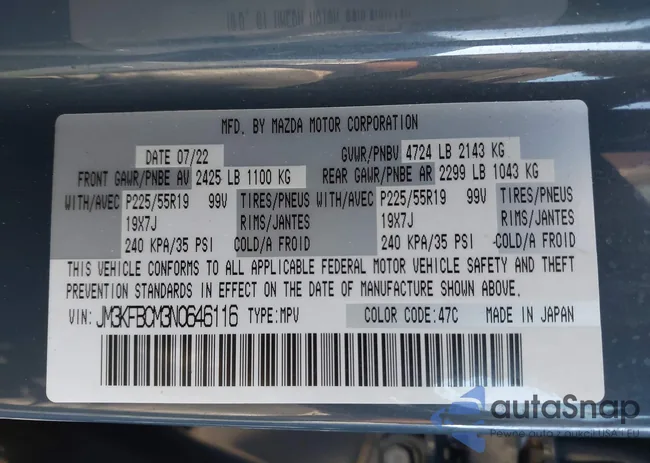 MFD. BY MAZDA MOTOR CORPORATION
DATE 07/22 GVWR/PNBV 4724 LB 2143 KG
FRONT GAWR/PNBE AV 2425 LB 1100 KG REAR GAWR/PNBE AR 2299 LB 1043 KG
WITH/AVEC P225/55R19 99V TIRES/PNEUS WITH/AVEC P225/55R19 99V TIRES/PNEUS
19X7J RIMS/JANTES 19X7J RIMS/JANTES
240 KPA/35 PSI COLD/A FROID 240 KPA/35 PSI COLD/A FROID
THIS VEHICLE CONFORMS TO ALL APPLICABLE FEDERAL MOTOR VEHICLE SAFETY AND THEFT
PREVENTION STANDARDS IN EFFECT ON THE DATE OF MANUFACTURE SHOWN ABOVE.
VIN: JM3KFBCM3N0646116 TYPE:MPV COLOR CODE:47C MADE IN JAPAN
autaSnap
Pewne auto z aukcji USA i EU